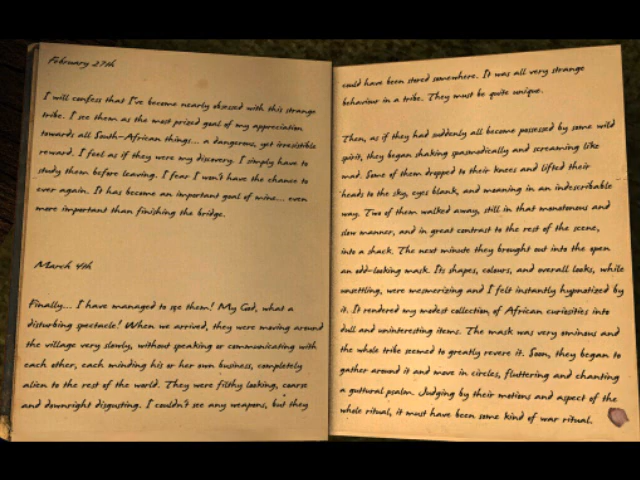 February 27th
I will confess that I've become nearly obsessed with this strange
tribe. I see them as the most prized goal of my appreciation
towards all South-African things... a dangerous, yet irresistible
reward. I feel as if they were my discovery. I simply have to
study them before leaving. I fear I won't have the chance to
ever again. It has become an important goal of mine... even
more important than finishing the bridge.
March 4th
Finally... I have managed to see them! My God, what a
disturbing spectacle! When we arrived, they were moving around
the village very slowly, without speaking or communicating with
each other, each minding his or her own business, completely
alien to the rest of the world. They were filthy looking, coarse
and downright disgusting. I couldn't see any weapons, but they
could have been stored somewhere. It was all very strange
behaviour in a tribe. They must be quite unique.
Then, as if they had suddenly all become possessed by some wild
spirit, they began shaking spasmodically and screaming like
mad. Some of them dropped to their knees and lifted their
heads to the sky, eyes blank, and moaning in an indescribable
way. Two of them walked away, still in that monotonous and
slow manner, and in great contrast to the rest of the scene,
into a shack. The next minute they brought out into the open
an odd-looking mask. Its shapes, colours, and overall looks, while
unsettling, were mesmerizing and I felt instantly hypnotized by
it. It rendered my modest collection of African curiosities into
dull and uninteresting items. The mask was very ominous and
the whole tribe seemed to greatly revere it. Soon, they began to
gather around it and move in circles, fluttering and chanting
a guttural psalm. Judging by their motions and aspect of the
whole ritual, it must have been some kind of war ritual.